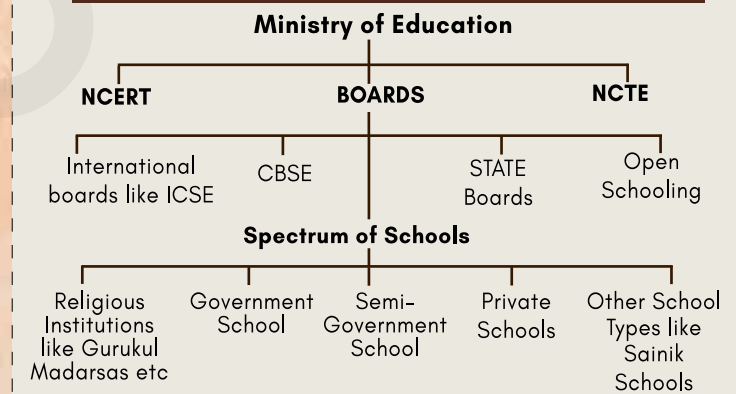 Ministry of Education
NCERT
BOARDS
NCTE
International
boards like ICSE
CBSE
STATE
Boards
Open
Schooling
Spectrum of Schools
Religious
Institutions
like Gurukul
Madarsas etc
Government
School
Semi-
Government
School
Private
Schools
Other School
Types like
Sainik
Schools